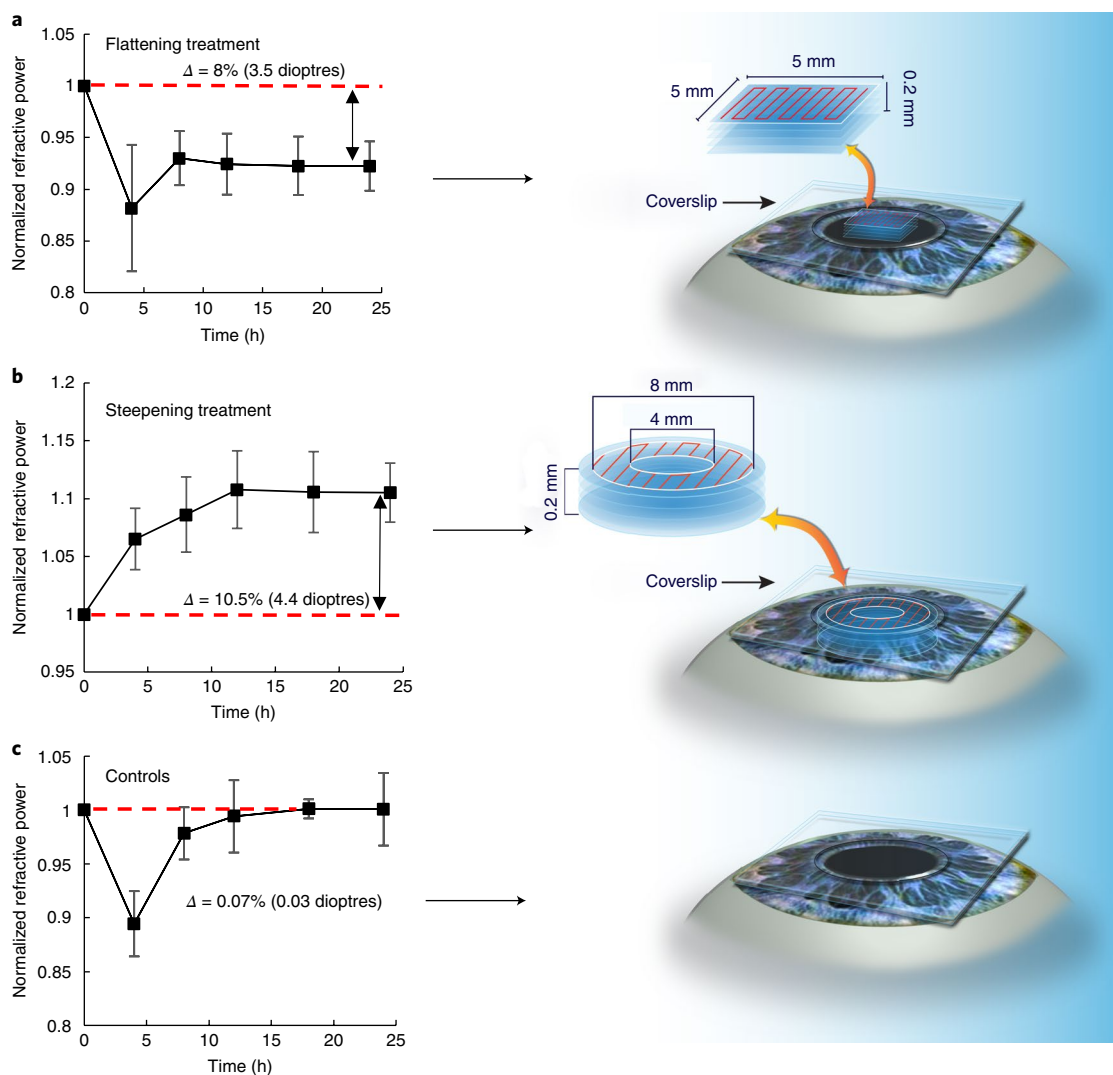 a
Normalized refractive power
1.05
1
0.95
0.9
0.85
0.8
Flattening treatment
Δ = 8% (3.5 dioptres)
0 5 10 15 20 25
Time (h)
5 mm
5 mm
0.2 mm
Coverslip
b
Normalized refractive power
1.2
1.15
1.1
1.05
1
0.95
Steepening treatment
Δ = 10.5% (4.4 dioptres)
0 5 10 15 20 25
Time (h)
8 mm
4 mm
0.2 mm
Coverslip
c
Normalized refractive power
1.05
1
0.95
0.9
0.85
0.8
Controls
Δ = 0.07% (0.03 dioptres)
0 5 10 15 20 25
Time (h)